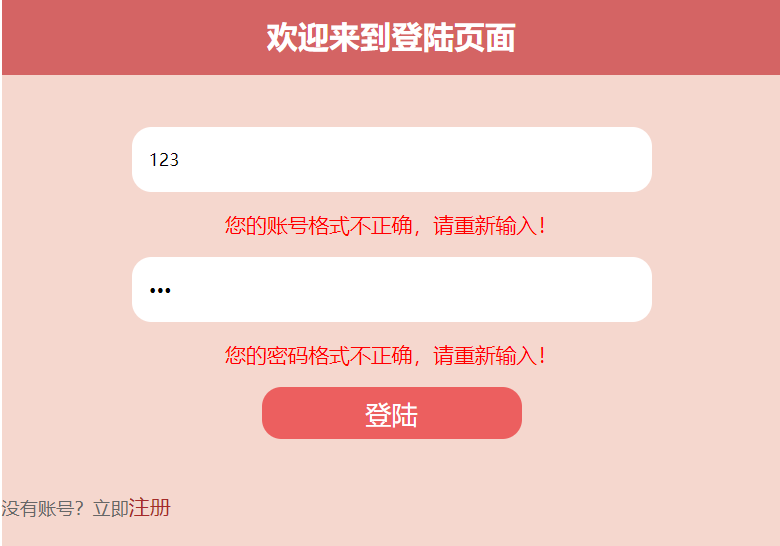 欢迎来到登陆页面
123
您的账号格式不正确，请重新输入！
•••
您的密码格式不正确，请重新输入！
登陆
没有账号？立即注册